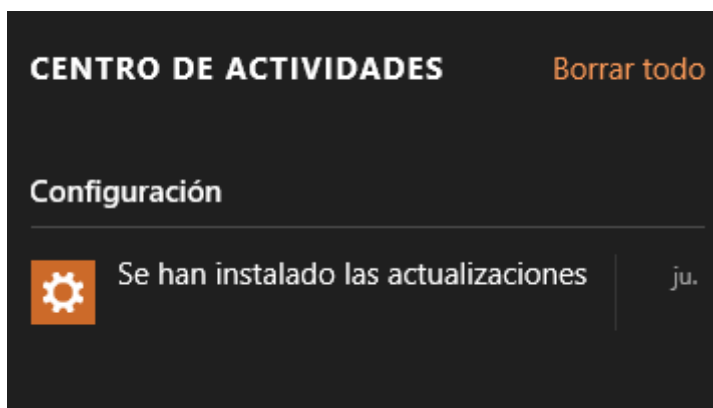 CENTRO DE ACTIVIDADES Borrar todo
Configuración
Se han instalado las actualizaciones ju.